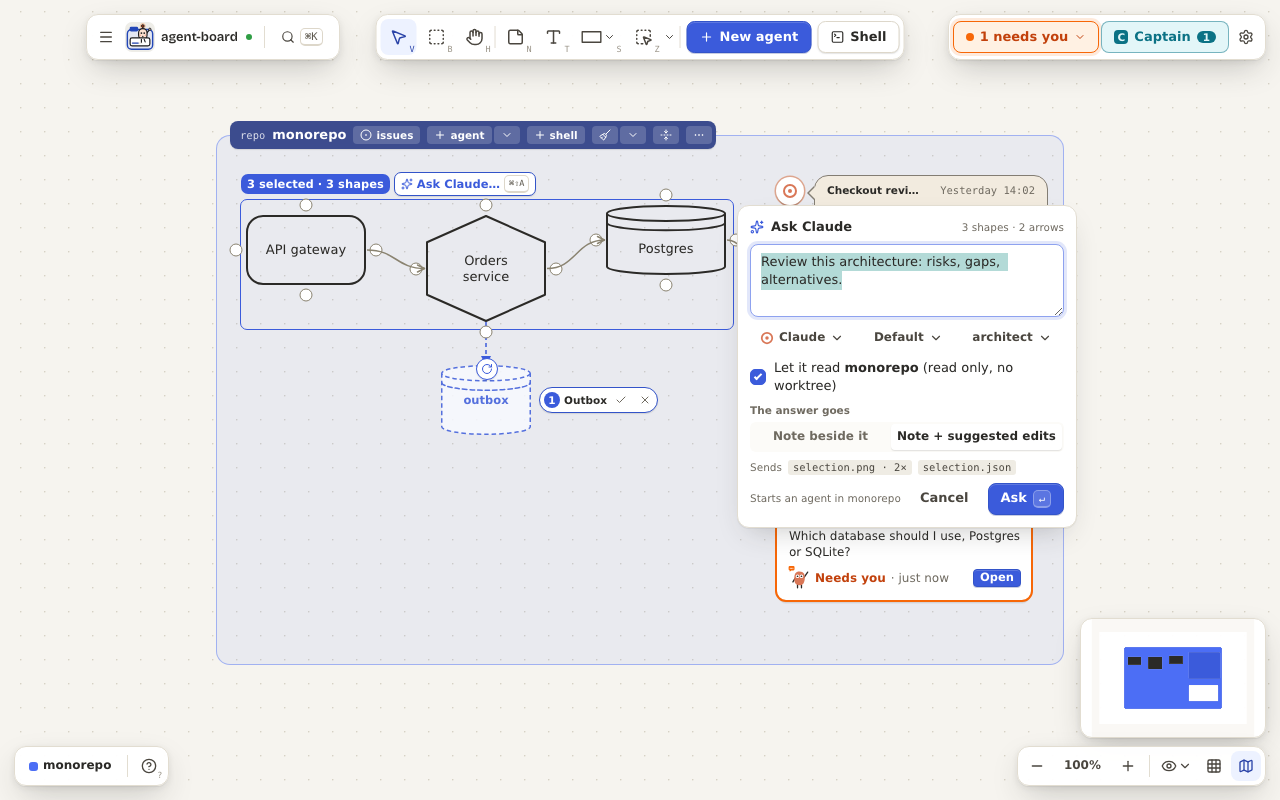 agent-board
⌘K
V
B
H
N
T
S
Z
New agent
Shell
1 needs you
C Captain 1
repo monorepo issues agent shell
3 selected · 3 shapes
Ask Claude… ⌘⇧A
API gateway
Orders
service
Postgres
outbox
1 Outbox
Checkout revi… Yesterday 14:02
Ask Claude
3 shapes · 2 arrows
Review this architecture: risks, gaps,
alternatives.
Claude
Default
architect
Let it read monorepo (read only, no
worktree)
The answer goes
Note beside it
Note + suggested edits
Sends selection.png · 2× selection.json
Starts an agent in monorepo
Cancel
Ask ↵
Which database should I use, Postgres
or SQLite?
Needs you · just now
Open
monorepo
?
100%